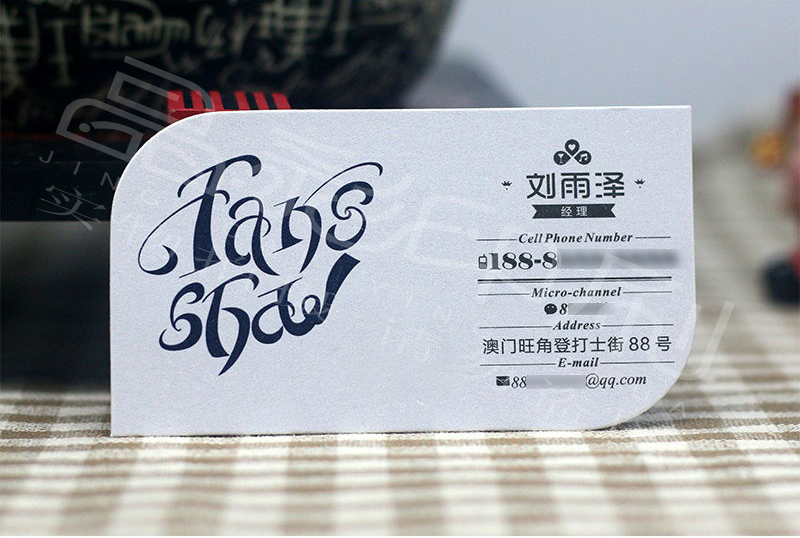 Fans
show
刘雨泽
经理
Cell Phone Number
188-8
Micro-channel
8
Address
澳门旺角登打士街 88 号
E-mail
88 @qq.com